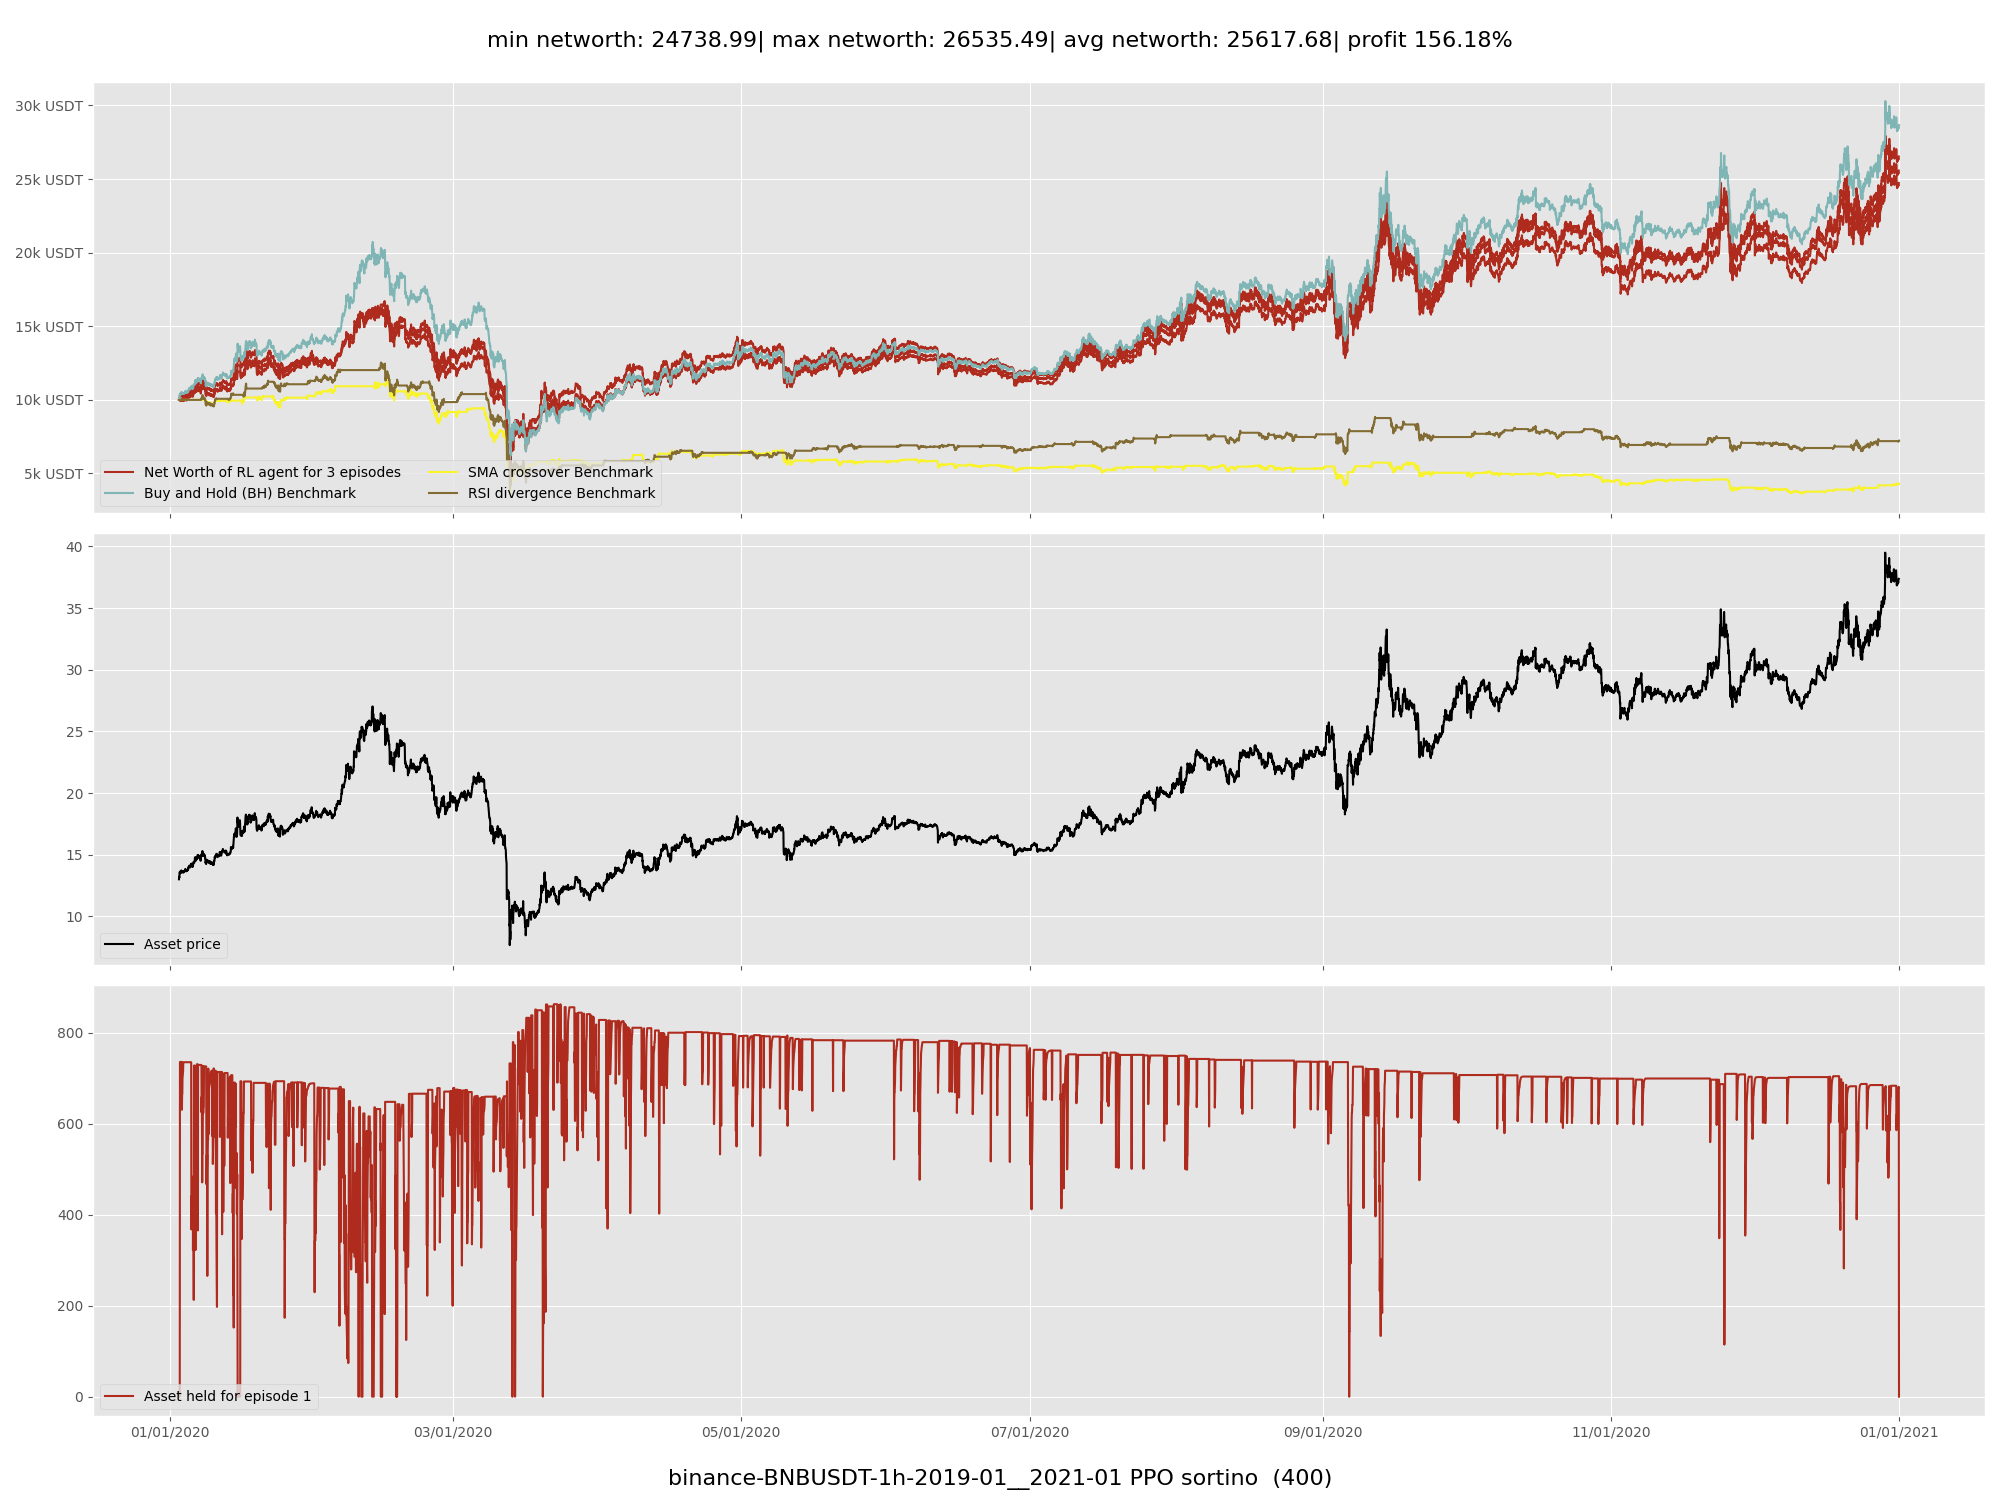 min networth: 24738.99| max networth: 26535.49| avg networth: 25617.68| profit 156.18%
30k USDT
25k USDT
20k USDT
15k USDT
10k USDT
5k USDT
Net Worth of RL agent for 3 episodes
Buy and Hold (BH) Benchmark
SMA crossover Benchmark
RSI divergence Benchmark
40
35
30
25
20
15
10
Asset price
800
600
400
200
0
Asset held for episode 1
01/01/2020 03/01/2020 05/01/2020 07/01/2020 09/01/2020 11/01/2020 01/01/2021
binance-BNBUSDT-1h-2019-01__2021-01 PPO sortino (400)